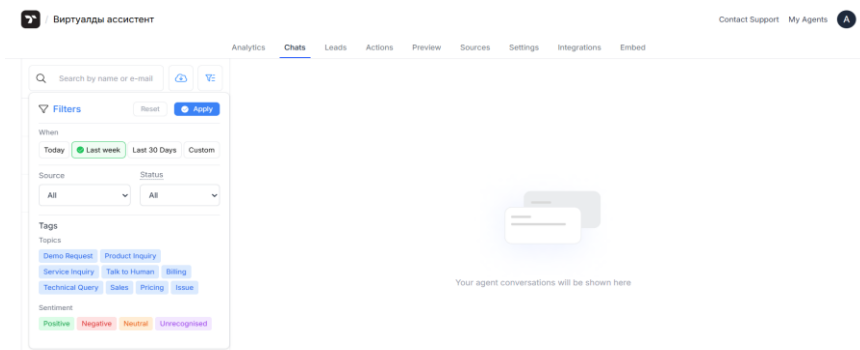 / Виртуалды ассистент
Contact Support My Agents A
Analytics Chats Leads Actions Preview Sources Settings Integrations Embed
Search by name or e-mail
Filters Reset Apply
When
Today Last week Last 30 Days Custom
Source Status
All All
Tags
Topics
Demo Request Product Inquiry
Service Inquiry Talk to Human Billing
Technical Query Sales Pricing Issue
Sentiment
Positive Negative Neutral Unrecognised
Your agent conversations will be shown here